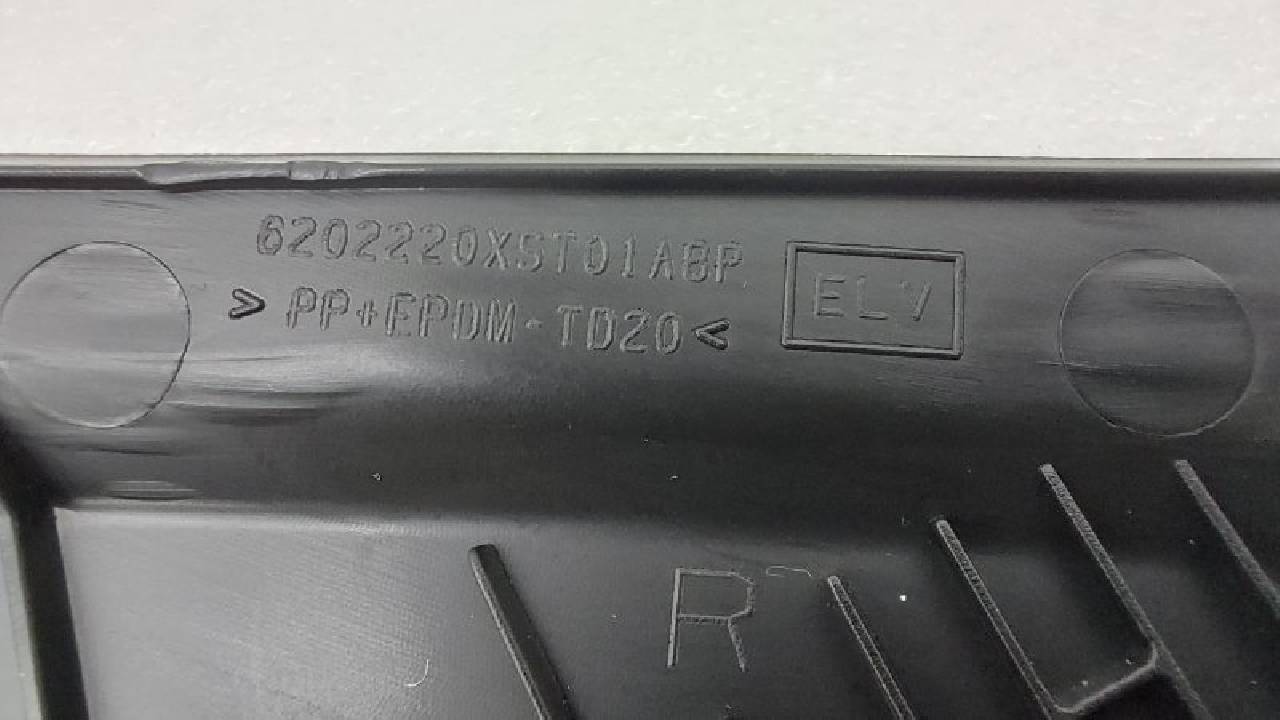 6202220XST01ABP
> PP+EPDM-TD20 <
ELV
R